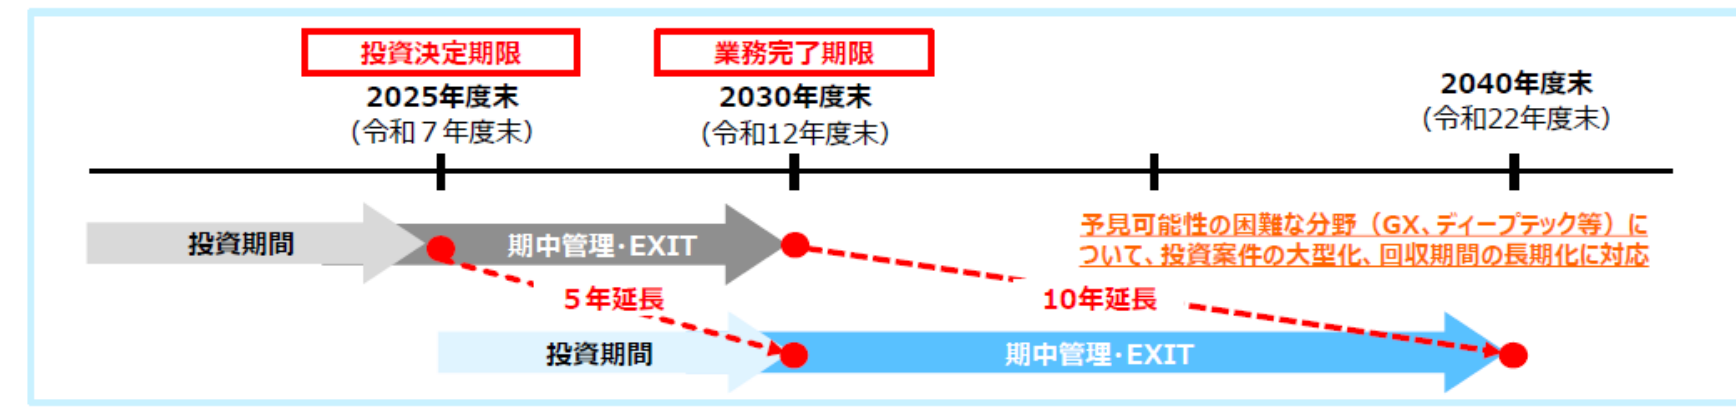 投資決定期限
業務完了期限
2025年度末
(令和７年度末)
2030年度末
(令和12年度末)
2040年度末
(令和22年度末)
投資期間
期中管理・EXIT
予見可能性の困難な分野（GX、ディープテック等）に
ついて、投資案件の大型化、回収期間の長期化に対応
５年延長
10年延長
投資期間
期中管理・EXIT